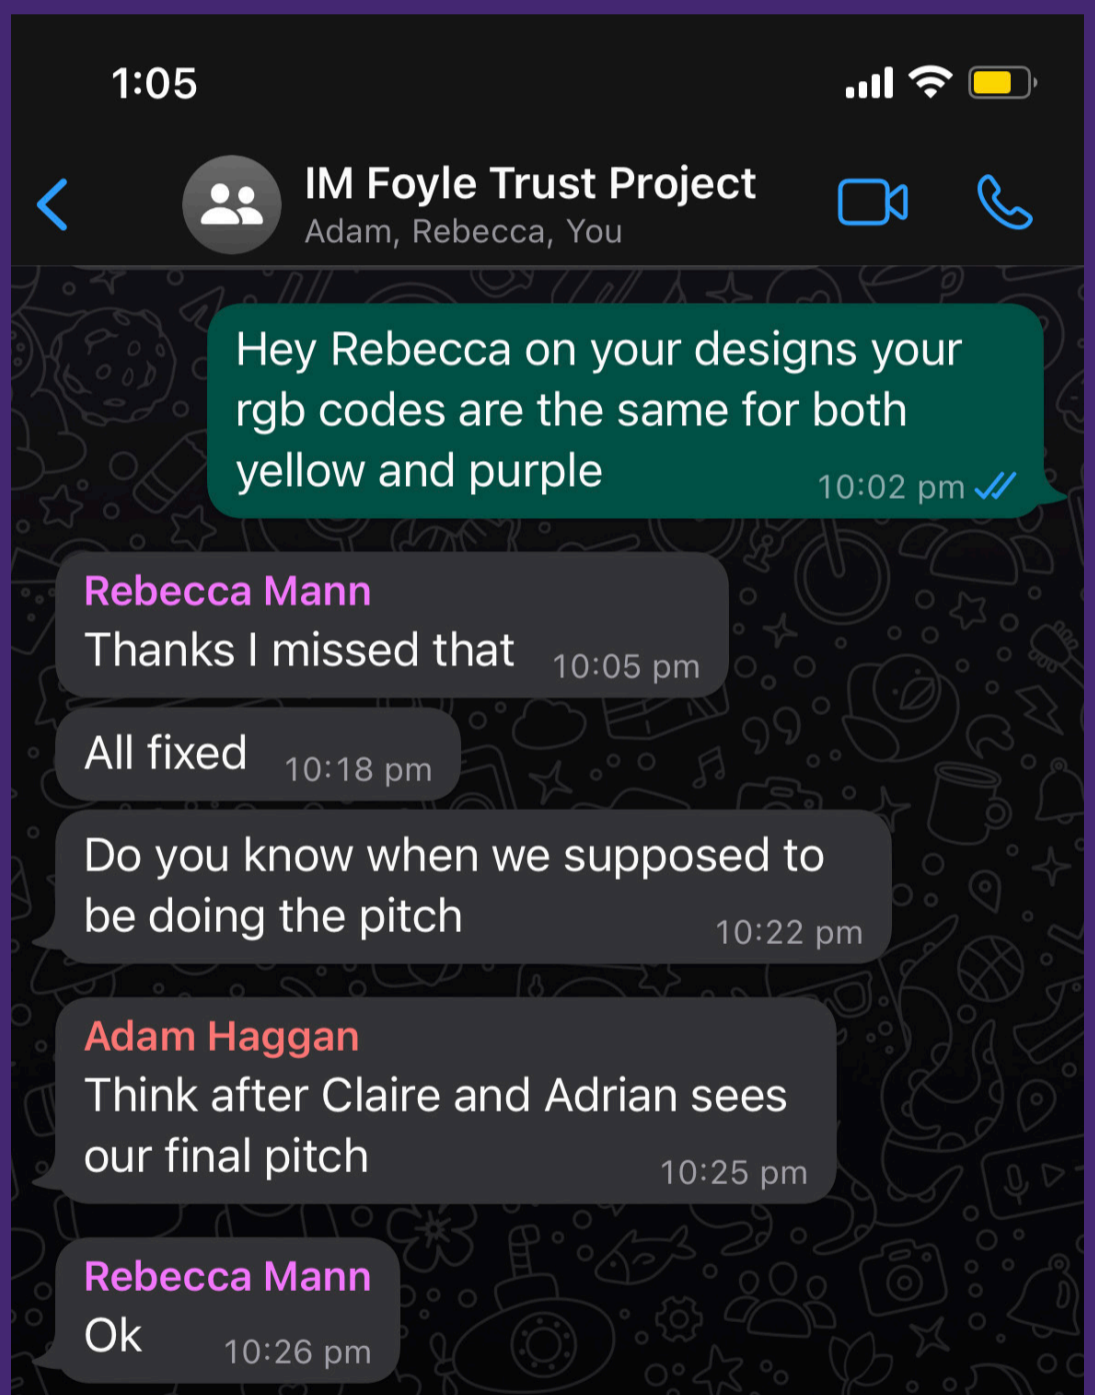 1:05
IM Foyle Trust Project
Adam, Rebecca, You
Hey Rebecca on your designs your
rgb codes are the same for both
yellow and purple
10:02 pm
Rebecca Mann
Thanks I missed that
10:05 pm
All fixed
10:18 pm
Do you know when we supposed to
be doing the pitch
10:22 pm
Adam Haggan
Think after Claire and Adrian sees
our final pitch
10:25 pm
Rebecca Mann
Ok
10:26 pm